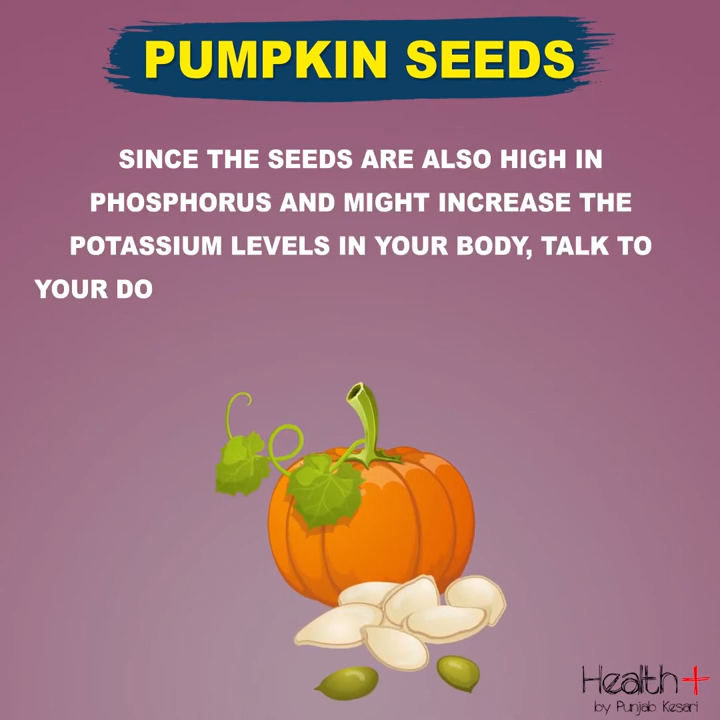 PUMPKIN SEEDS
SINCE THE SEEDS ARE ALSO HIGH IN
PHOSPHORUS AND MIGHT INCREASE THE
POTASSIUM LEVELS IN YOUR BODY, TALK TO
YOUR DO
Health+
by Punjab Kesari